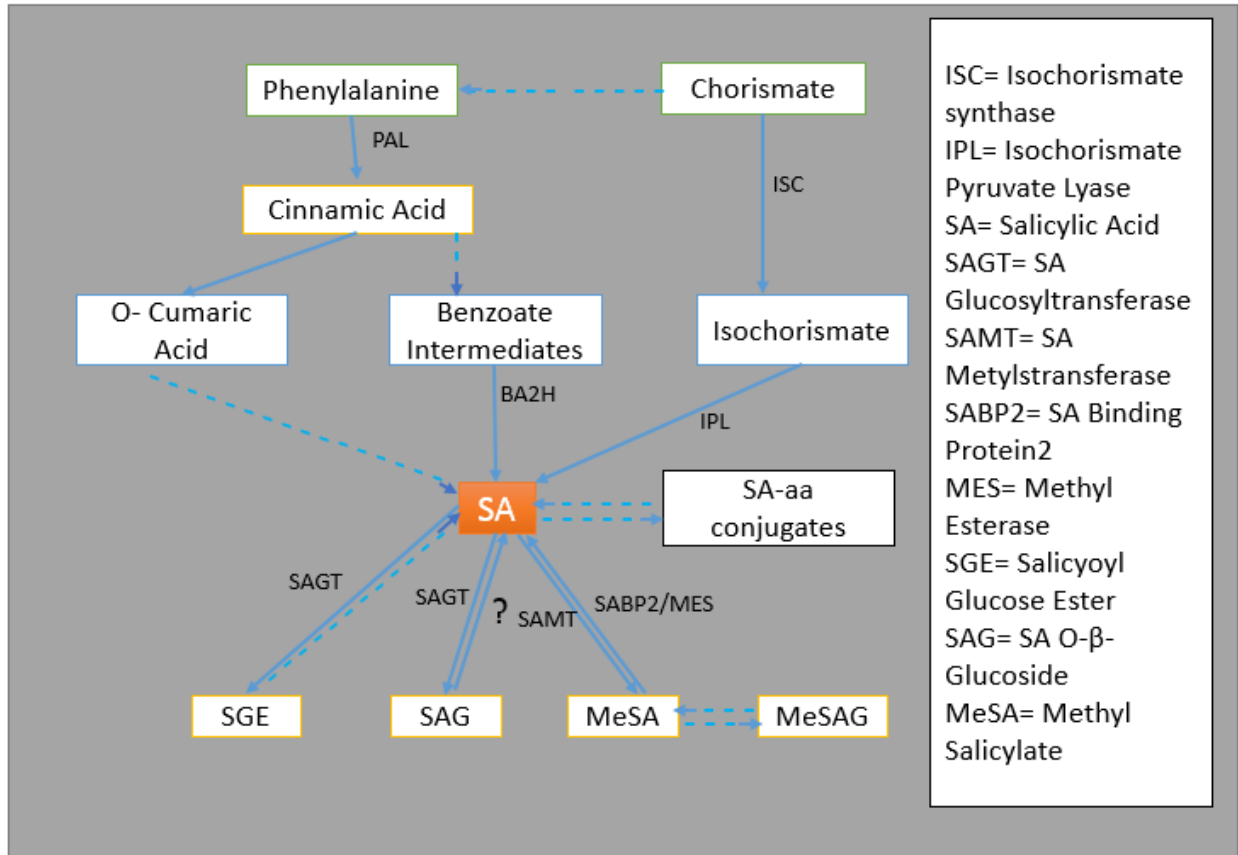 Phenylalanine
Chorismate
PAL
ISC
Cinnamic Acid
O- Cumaric
Acid
Benzoate
Intermediates
Isochorismate
BA2H
IPL
SA
SA-aa
conjugates
SAGT
SAGT
?
SAMT
SABP2/MES
SGE
SAG
MeSA
MeSAG
ISC= Isochorismate
synthase
IPL= Isochorismate
Pyruvate Lyase
SA= Salicylic Acid
SAGT= SA
Glucosyltransferase
SAMT= SA
Metylstransferase
SABP2= SA Binding
Protein2
MES= Methyl
Esterase
SGE= Salicyoyl
Glucose Ester
SAG= SA O-β-
Glucoside
MeSA= Methyl
Salicylate